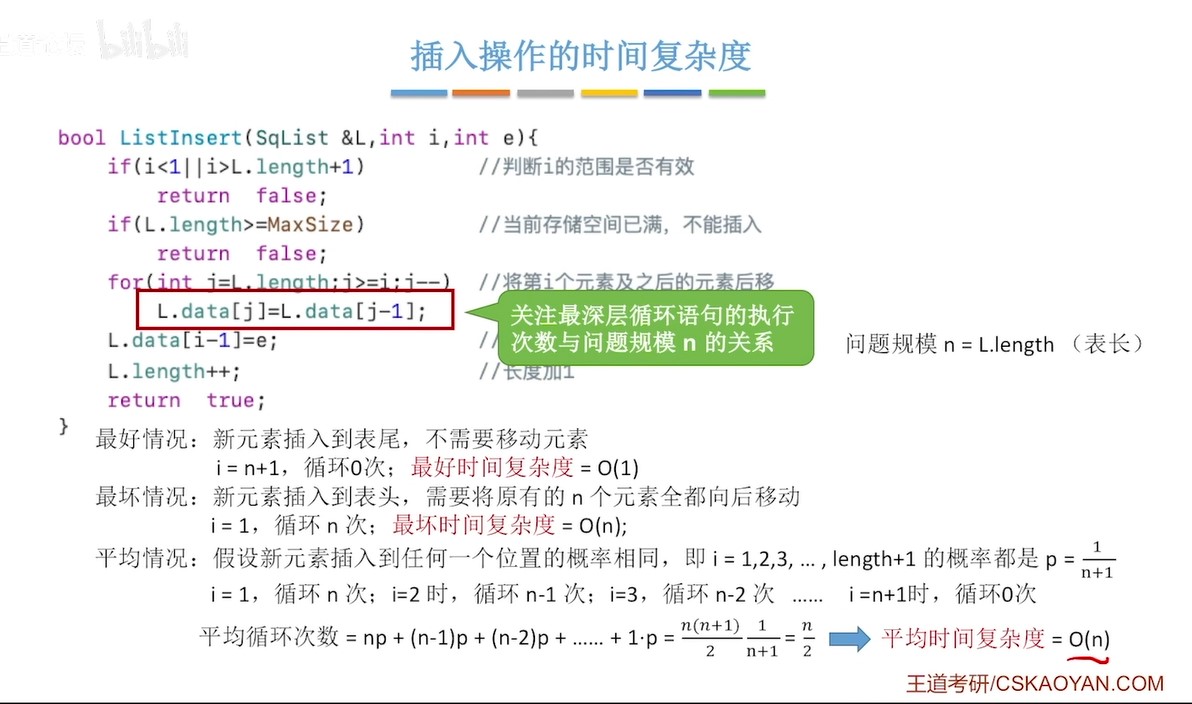 bilibili
插入操作的时间复杂度
bool ListInsert(SqList &L,int i,int e){
if(i<1||i>L.length+1) //判断i的范围是否有效
return false;
if(L.length>=MaxSize) //当前存储空间已满，不能插入
return false;
for(int j=L.length;j>=i;j--) //将第i个元素及之后的元素后移
L.data[j]=L.data[j-1];
关注最深层循环语句的执行
次数与问题规模 n 的关系
L.data[i-1]=e; //
问题规模 n = L.length （表长）
L.length++; //长度加1
return true;
}
最好情况：新元素插入到表尾，不需要移动元素
i = n+1，循环0次；最好时间复杂度 = O(1)
最坏情况：新元素插入到表头，需要将原有的 n 个元素全都向后移动
i = 1，循环 n 次；最坏时间复杂度 = O(n);
平均情况：假设新元素插入到任何一个位置的概率相同，即 i = 1,2,3, … , length+1 的概率都是 p = 1/(n+1)
i = 1，循环 n 次；i=2 时，循环 n-1 次；i=3，循环 n-2 次 …… i =n+1时，循环0次
平均循环次数 = np + (n-1)p + (n-2)p + …… + 1·p = n(n+1)/2 1/(n+1) = n/2 平均时间复杂度 = O(n)
王道考研/CSKAOYAN.COM